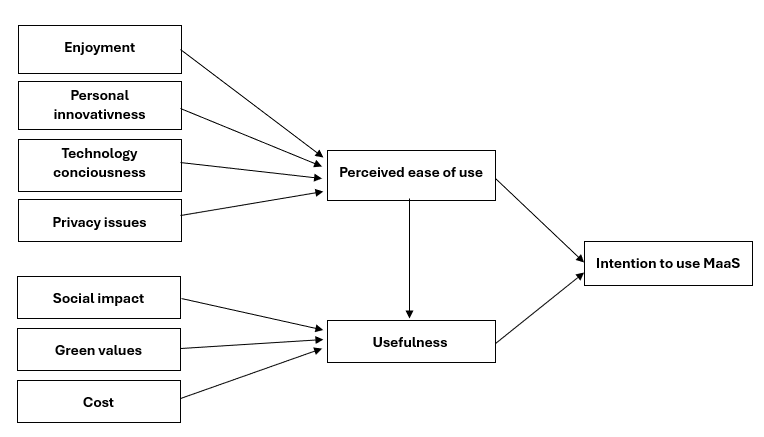 Enjoyment
Personal
innovativness
Technology
conciousness
Privacy issues
Social impact
Green values
Cost
Perceived ease of use
Usefulness
Intention to use MaaS